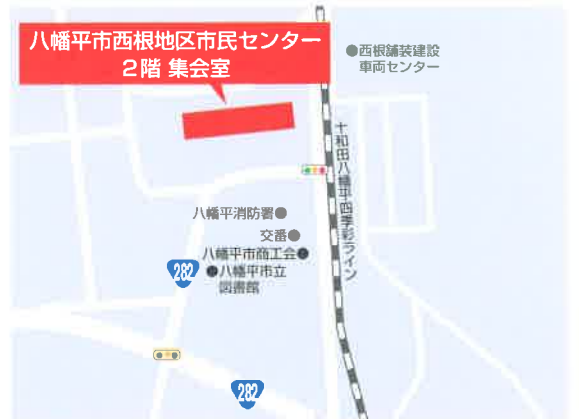 八幡平市西根地区市民センター
2階 集会室
西根舗装建設
車両センター
十和田八幡平四季彩ライン
八幡平消防署
交番
八幡平市商工会
八幡平市立
図書館
282
282